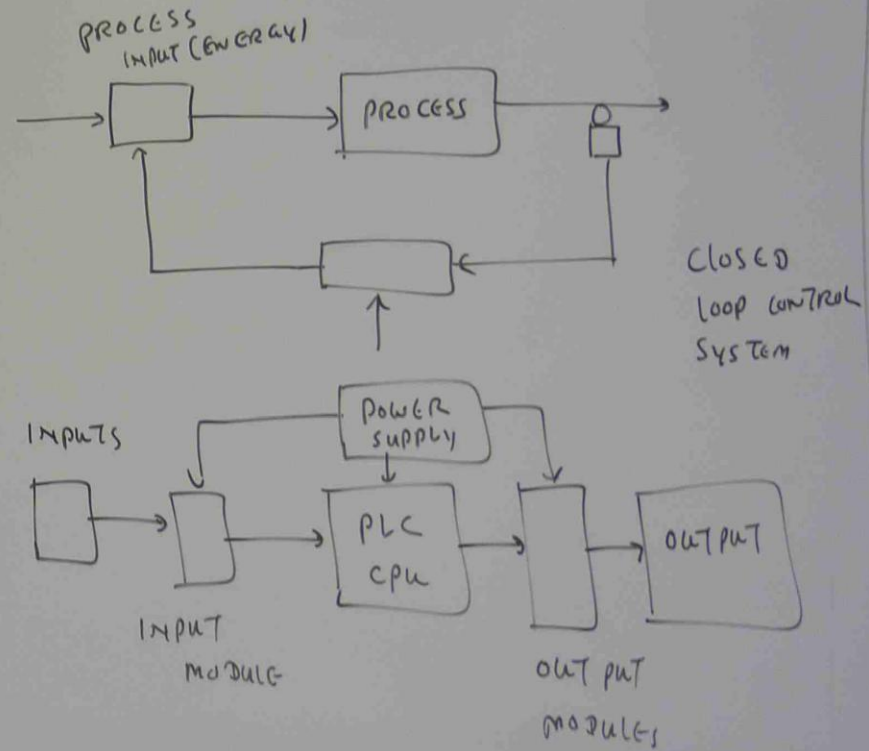 PROCESS
INPUT (ENERGY)
PROCESS
CLOSED
LOOP CONTROL
SYSTEM
POWER
SUPPLY
INPUTS
PLC
CPU
OUTPUT
INPUT
MODULE
OUTPUT
MODULES